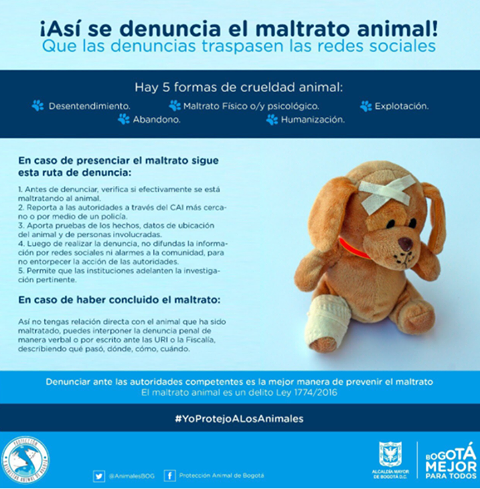 ¡Así se denuncia el maltrato animal!
Que las denuncias traspasen las redes sociales
Hay 5 formas de crueldad animal:
Desentendimiento. Maltrato Físico o/y psicológico. Explotación.
Abandono. Humanización.
En caso de presenciar el maltrato sigue
esta ruta de denuncia:
1. Antes de denunciar, verifica si efectivamente se está
maltratando al animal.
2. Reporta a las autoridades a través del CAI más cerca-
no o por medio de un policía.
3. Aporta pruebas de los hechos, datos de ubicación
del animal y de personas involucradas.
4. Luego de realizar la denuncia, no difundas la informa-
ción por redes sociales ni alarmes a la comunidad, para
no entorpecer la acción de las autoridades.
5. Permite que las instituciones adelanten la investiga-
ción pertinente.
En caso de haber concluido el maltrato:
Así no tengas relación directa con el animal que ha sido
maltratado, puedes interponer la denuncia penal de
manera verbal o por escrito ante las URI o la Fiscalía,
describiendo qué pasó, dónde, cómo, cuándo.
Denunciar ante las autoridades competentes es la mejor manera de prevenir el maltrato
El maltrato animal es un delito Ley 1774/2016
#YoProtejoALosAnimales
@AnimalesBOG
Protección Animal de Bogotá
ALCALDÍA MAYOR
DE BOGOTÁ D.C.
BOGOTÁ
MEJOR
PARA TODOS